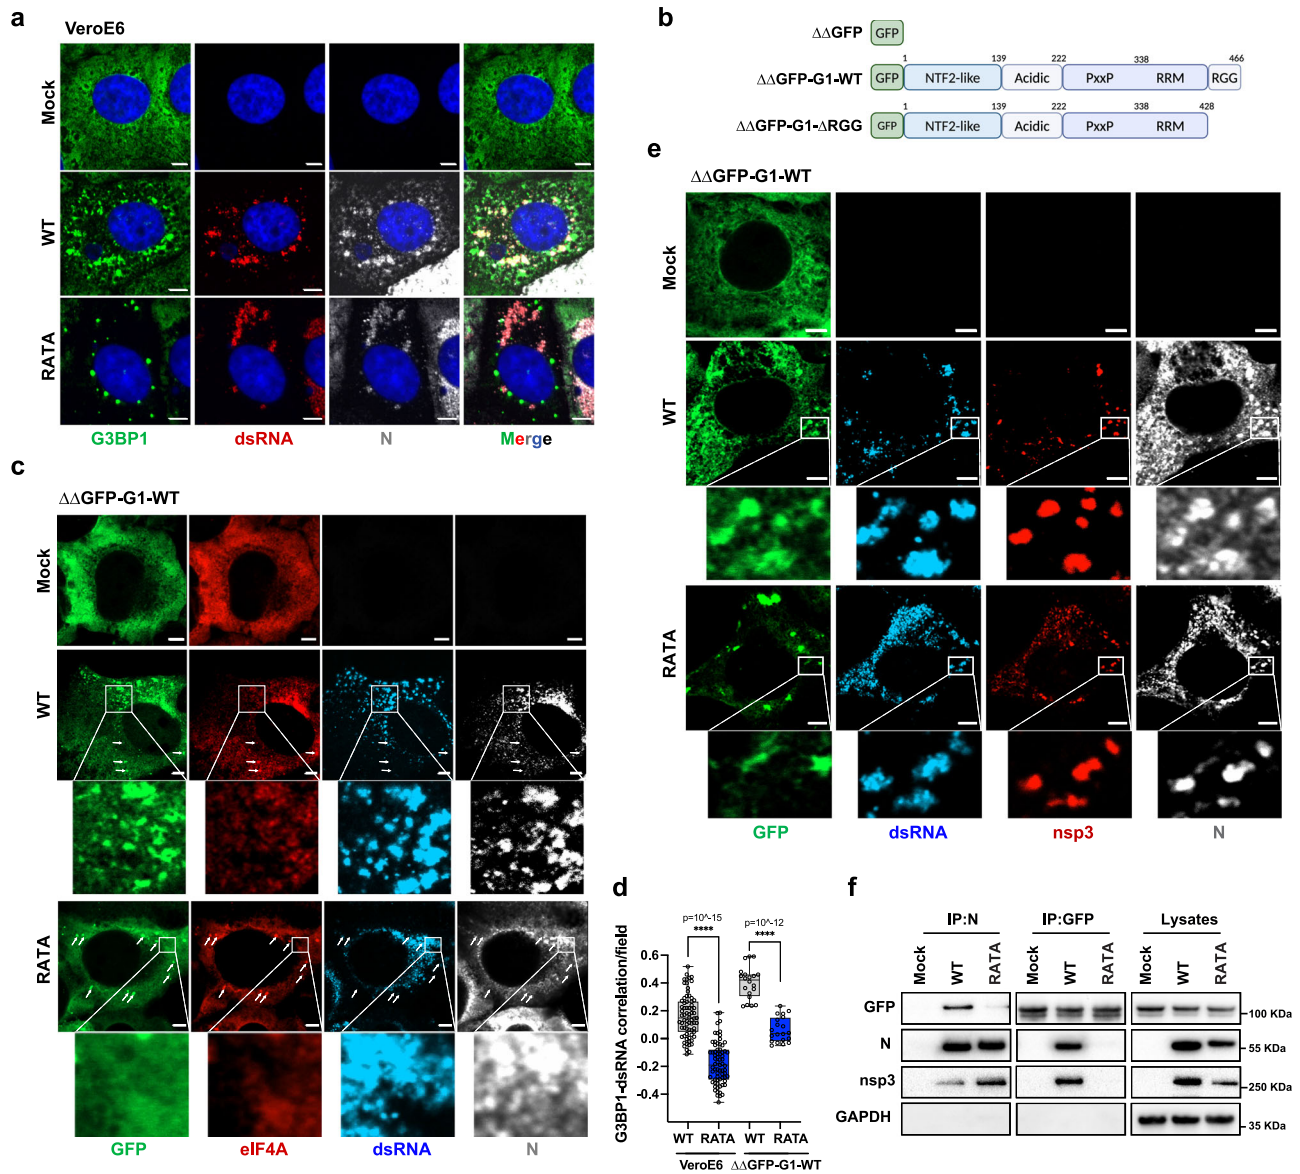 a
VeroE6
Mock
WT
RATA
G3BP1
dsRNA
N
Merge
b
ΔΔGFP
GFP
ΔΔGFP-G1-WT
1
139
222
338
466
GFP
NTF2-like
Acidic
PxxP
RRM
RGG
ΔΔGFP-G1-ΔRGG
1
139
222
338
428
GFP
NTF2-like
Acidic
PxxP
RRM
c
ΔΔGFP-G1-WT
Mock
WT
RATA
GFP
eIF4A
dsRNA
N
d
G3BP1-dsRNA correlation/field
p=10^-15
p=10^-12
****
****
0.6
0.4
0.2
0.0
-0.2
-0.4
WT
RATA
WT
RATA
VeroE6
ΔΔGFP-G1-WT
e
ΔΔGFP-G1-WT
Mock
WT
RATA
GFP
dsRNA
nsp3
N
f
IP:N
IP:GFP
Lysates
Mock
WT
RATA
Mock
WT
RATA
Mock
WT
RATA
GFP
100 KDa
N
55 KDa
nsp3
250 KDa
GAPDH
35 KDa